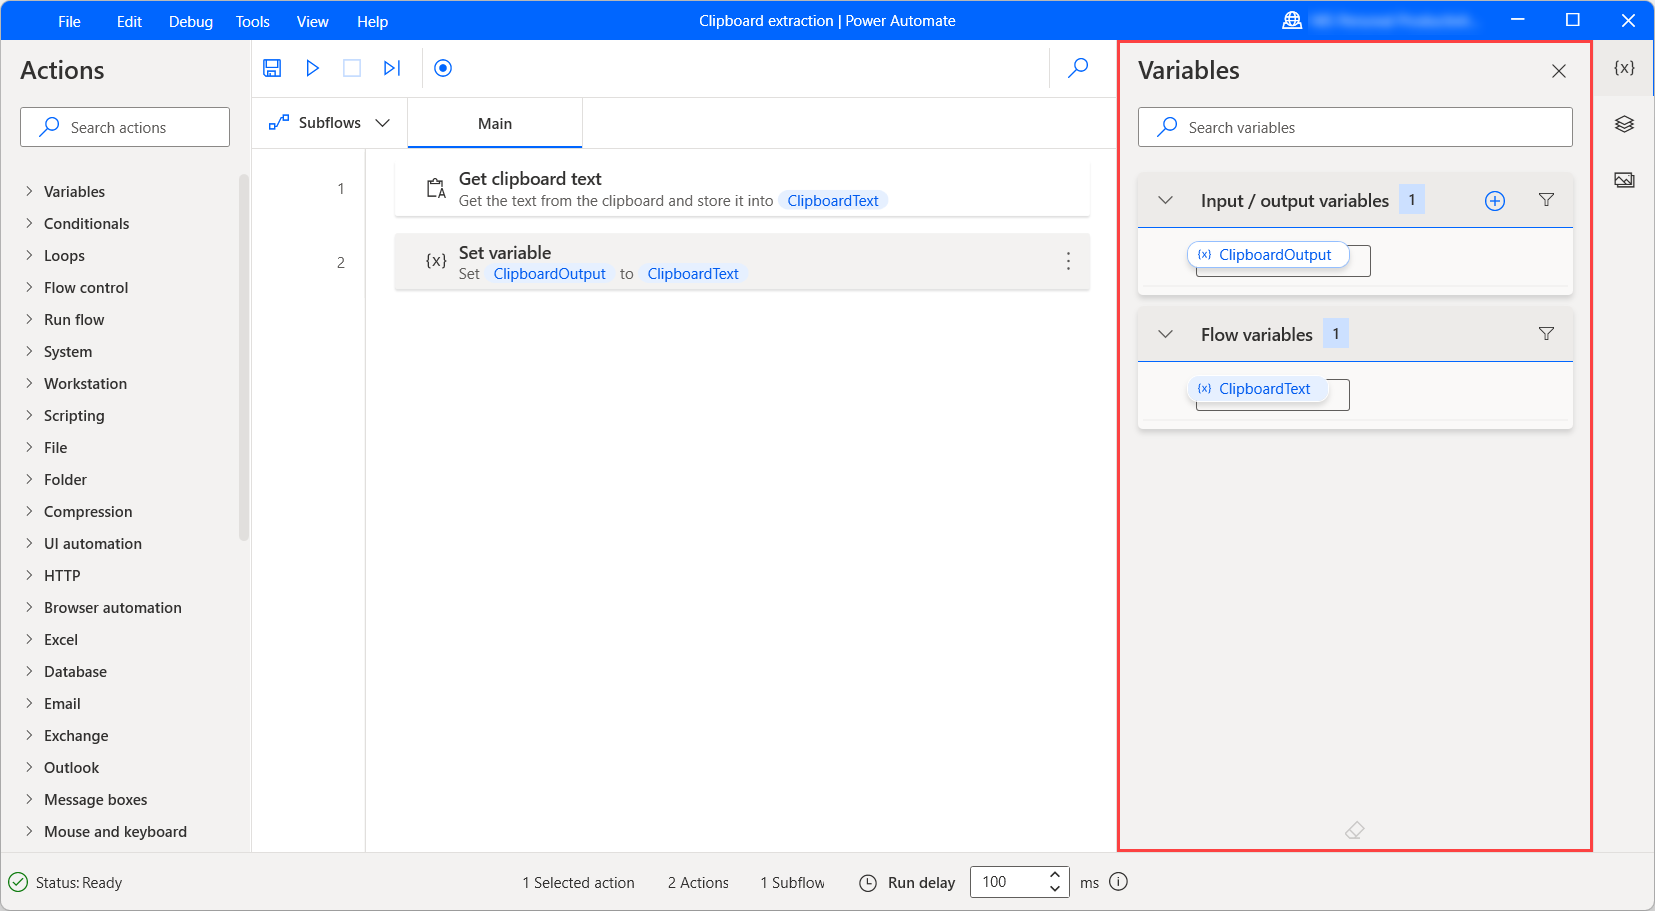 File Edit Debug Tools View Help Clipboard extraction | Power Automate
Actions
Search actions
Variables
Conditionals
Loops
Flow control
Run flow
System
Workstation
Scripting
File
Folder
Compression
UI automation
HTTP
Browser automation
Excel
Database
Email
Exchange
Outlook
Message boxes
Mouse and keyboard
Subflows Main
1 Get clipboard text
Get the text from the clipboard and store it into ClipboardText
2 {x} Set variable
Set ClipboardOutput to ClipboardText
Variables
Search variables
Input / output variables 1
{x} ClipboardOutput
Flow variables 1
{x} ClipboardText
{x}
Status: Ready 1 Selected action 2 Actions 1 Subflow Run delay 100 ms